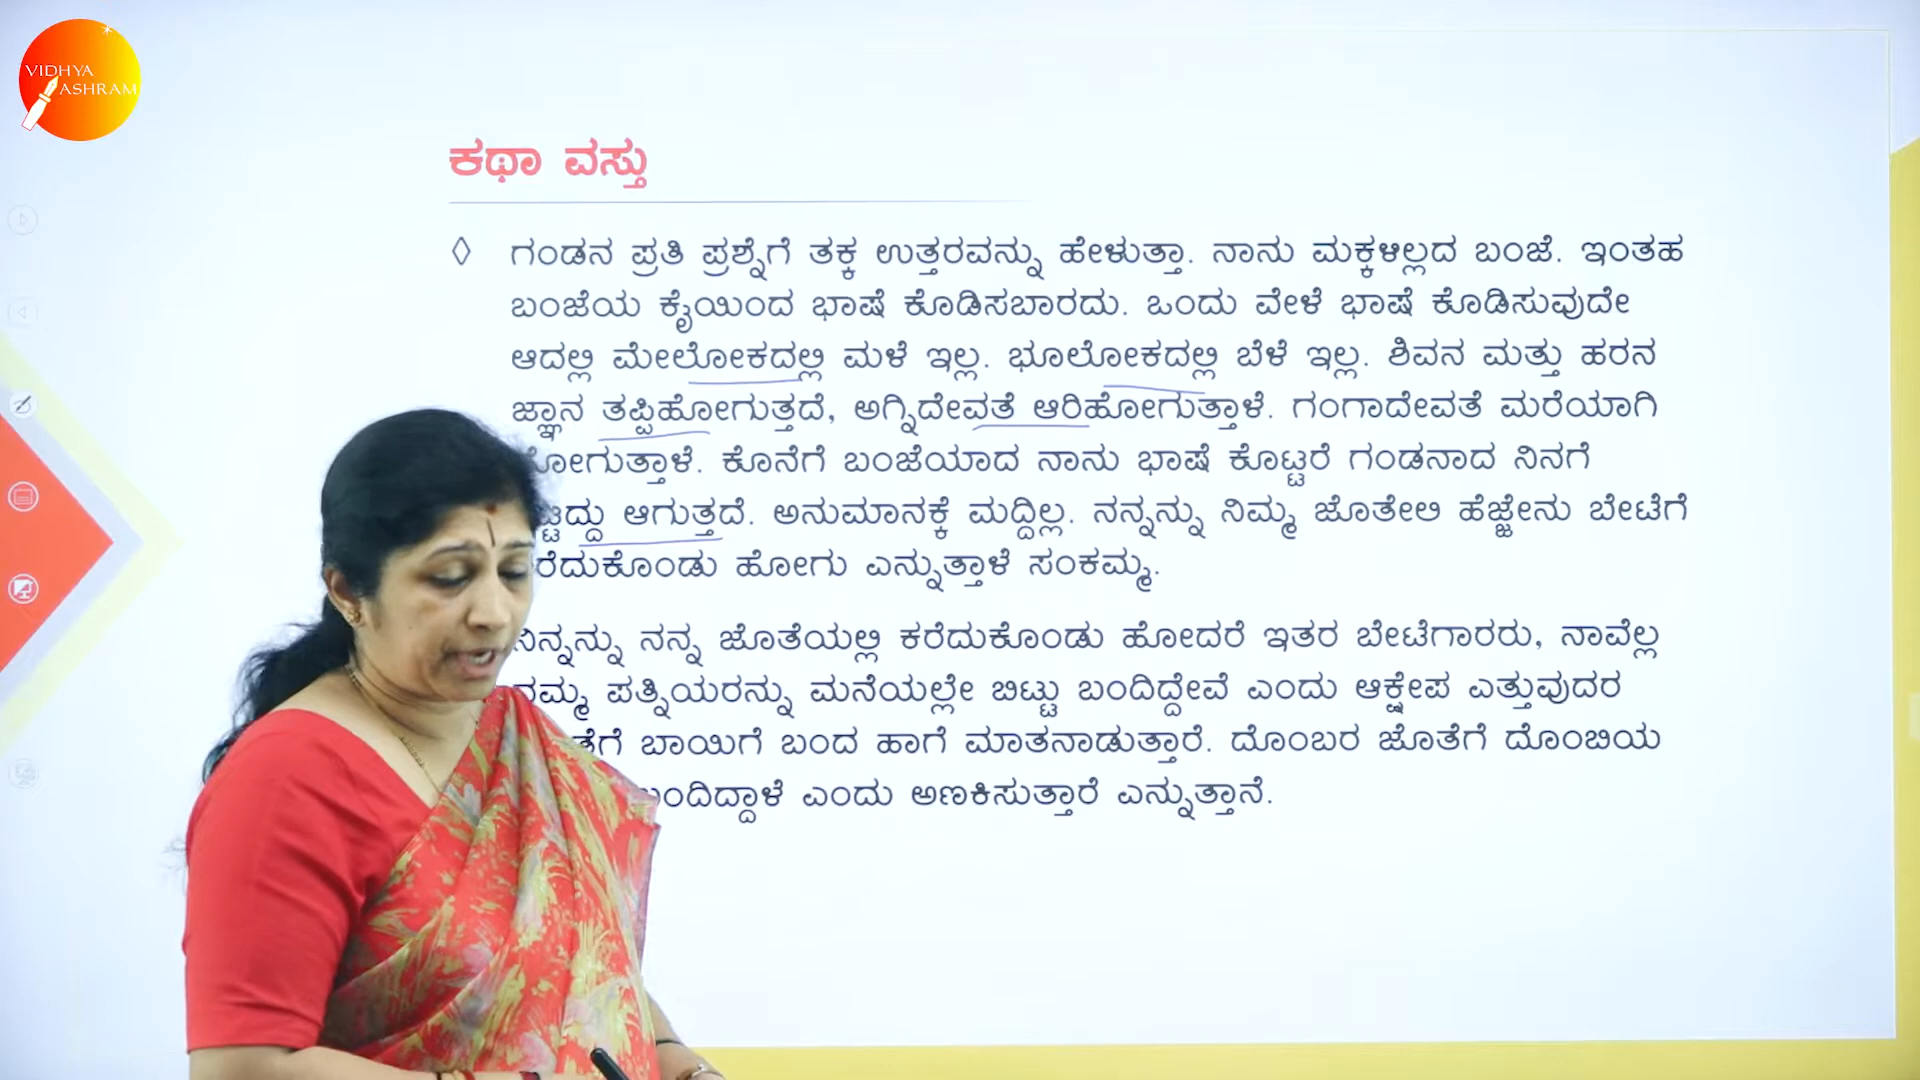 VIDHYA
ASHRAM
ಕಥಾ ವಸ್ತು
ಗಂಡನ ಪ್ರತಿ ಪ್ರಶ್ನೆಗೆ ತಕ್ಕ ಉತ್ತರವನ್ನು ಹೇಳುತ್ತಾ. ನಾನು ಮಕ್ಕಳಿಲ್ಲದ ಬಂಜೆ. ಇಂತಹ
ಬಂಜೆಯ ಕೈಯಿಂದ ಭಾಷೆ ಕೊಡಿಸಬಾರದು. ಒಂದು ವೇಳೆ ಭಾಷೆ ಕೊಡಿಸುವುದೇ
ಆದಲ್ಲಿ ಮೇಲೋಕದಲ್ಲಿ ಮಳೆ ಇಲ್ಲ. ಭೂಲೋಕದಲ್ಲಿ ಬೆಳೆ ಇಲ್ಲ. ಶಿವನ ಮತ್ತು ಹರನ
ಜ್ಞಾನ ತಪ್ಪಿಹೋಗುತ್ತದೆ, ಅಗ್ನಿದೇವತೆ ಆರಿಹೋಗುತ್ತಾಳೆ. ಗಂಗಾದೇವತೆ ಮರೆಯಾಗಿ
ಹೋಗುತ್ತಾಳೆ. ಕೊನೆಗೆ ಬಂಜೆಯಾದ ನಾನು ಭಾಷೆ ಕೊಟ್ಟರೆ ಗಂಡನಾದ ನಿನಗೆ
ಆಗುತ್ತದೆ. ಅನುಮಾನಕ್ಕೆ ಮದ್ದಿಲ್ಲ. ನನ್ನನ್ನು ನಿಮ್ಮ ಜೊತೇಲಿ ಹೆಜ್ಜೇನು ಬೇಟೆಗೆ
ಕರೆದುಕೊಂಡು ಹೋಗು ಎನ್ನುತ್ತಾಳೆ ಸಂಕಮ್ಮ.
ನಿನ್ನನ್ನು ನನ್ನ ಜೊತೆಯಲ್ಲಿ ಕರೆದುಕೊಂಡು ಹೋದರೆ ಇತರ ಬೇಟೆಗಾರರು, ನಾವೆಲ್ಲ
ನಮ್ಮ ಪತ್ನಿಯರನ್ನು ಮನೆಯಲ್ಲೇ ಬಿಟ್ಟು ಬಂದಿದ್ದೇವೆ ಎಂದು ಆಕ್ಷೇಪ ಎತ್ತುವುದರ
ಬಾಯಿಗೆ ಬಂದ ಹಾಗೆ ಮಾತನಾಡುತ್ತಾರೆ. ದೊಂಬರ ಜೊತೆಗೆ ದೊಂಬಿಯ
ಬಂದಿದ್ದಾಳೆ ಎಂದು ಅಣಕಿಸುತ್ತಾರೆ ಎನ್ನುತ್ತಾನೆ.